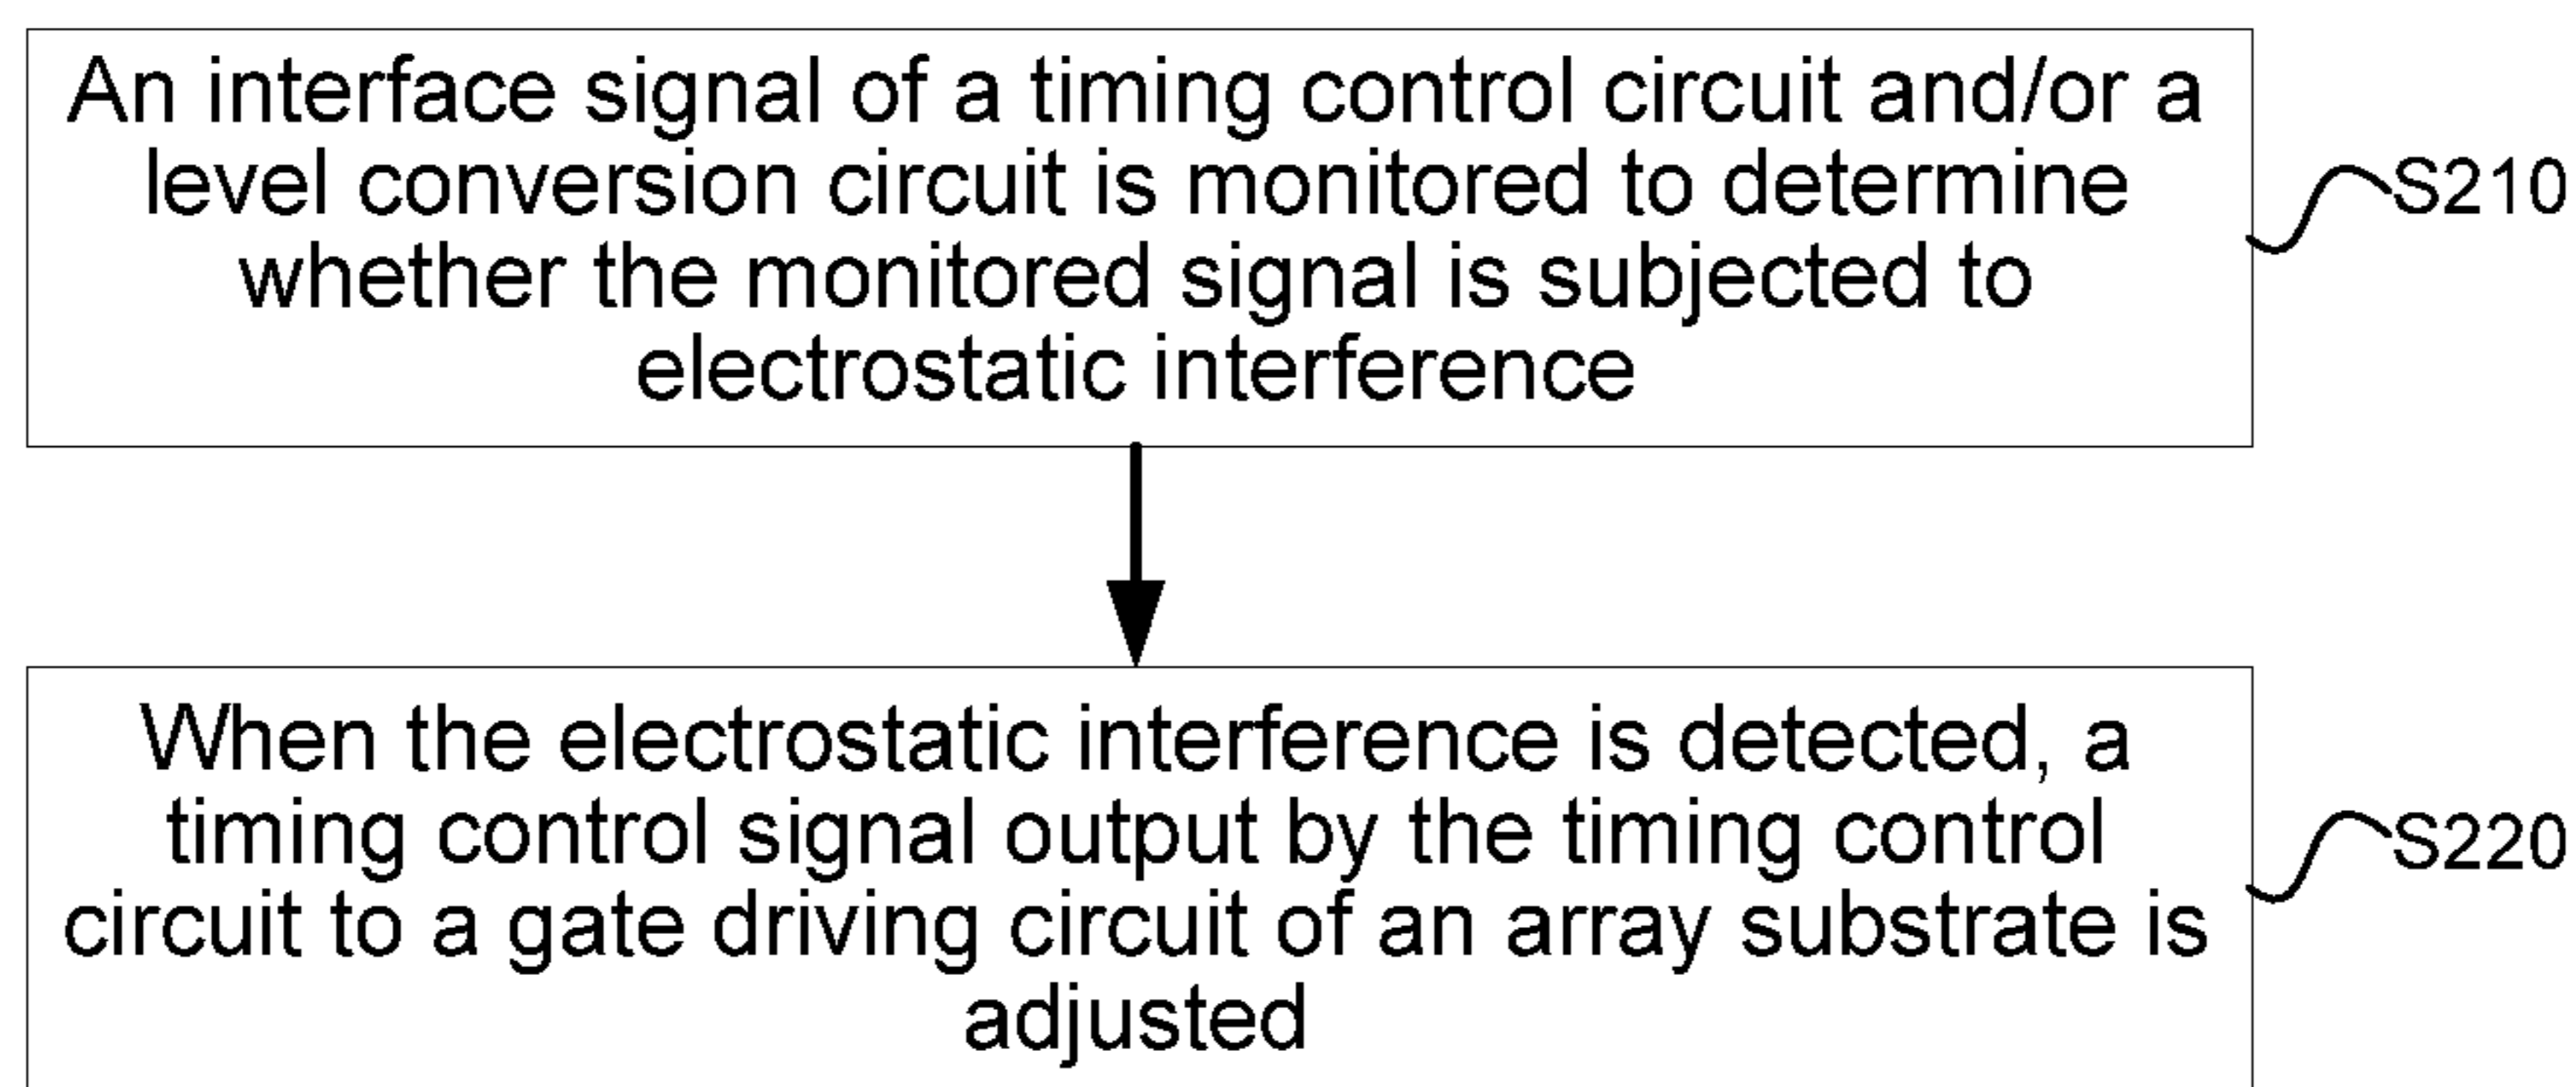 An interface signal of a timing control circuit and/or a
level conversion circuit is monitored to determine
whether the monitored signal is subjected to
electrostatic interference
S210
When the electrostatic interference is detected, a
timing control signal output by the timing control
circuit to a gate driving circuit of an array substrate is
adjusted
S220